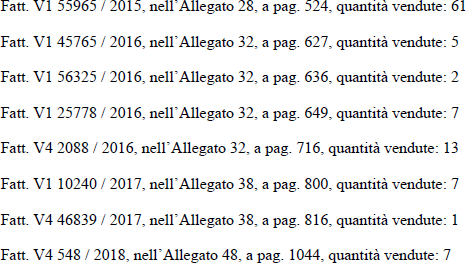 Fatt. V1 55965 / 2015, nell'Allegato 28, a pag. 524, quantità vendute: 61
Fatt. V1 45765 / 2016, nell'Allegato 32, a pag. 627, quantità vendute: 5
Fatt. V1 56325 / 2016, nell'Allegato 32, a pag. 636, quantità vendute: 2
Fatt. V1 25778 / 2016, nell'Allegato 32, a pag. 649, quantità vendute: 7
Fatt. V4 2088 / 2016, nell'Allegato 32, a pag. 716, quantità vendute: 13
Fatt. V1 10240 / 2017, nell'Allegato 38, a pag. 800, quantità vendute: 7
Fatt. V4 46839 / 2017, nell'Allegato 38, a pag. 816, quantità vendute: 1
Fatt. V4 548 / 2018, nell'Allegato 48, a pag. 1044, quantità vendute: 7